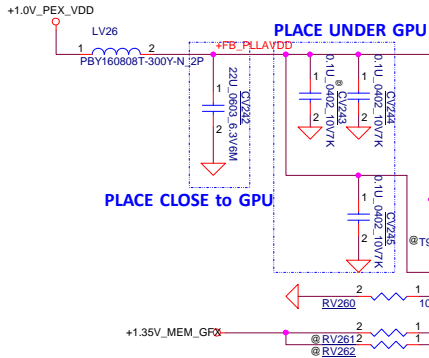 +1.0V_PEX_VDD
LV26
1 2
PBY160808T-300Y-N_2P
+FB_PLLAVDD
PLACE UNDER GPU
1
2
22U_0603_6.3V6M
CV242
1
2
0.1U_0402_10V7K
@
CV243
1
2
0.1U_0402_10V7K
CV244
PLACE CLOSE to GPU
1
2
0.1U_0402_10V7K
CV245
@
RV260
2 1
10
+1.35V_MEM_GFX
@ RV261
2 1
@ RV262
2 1